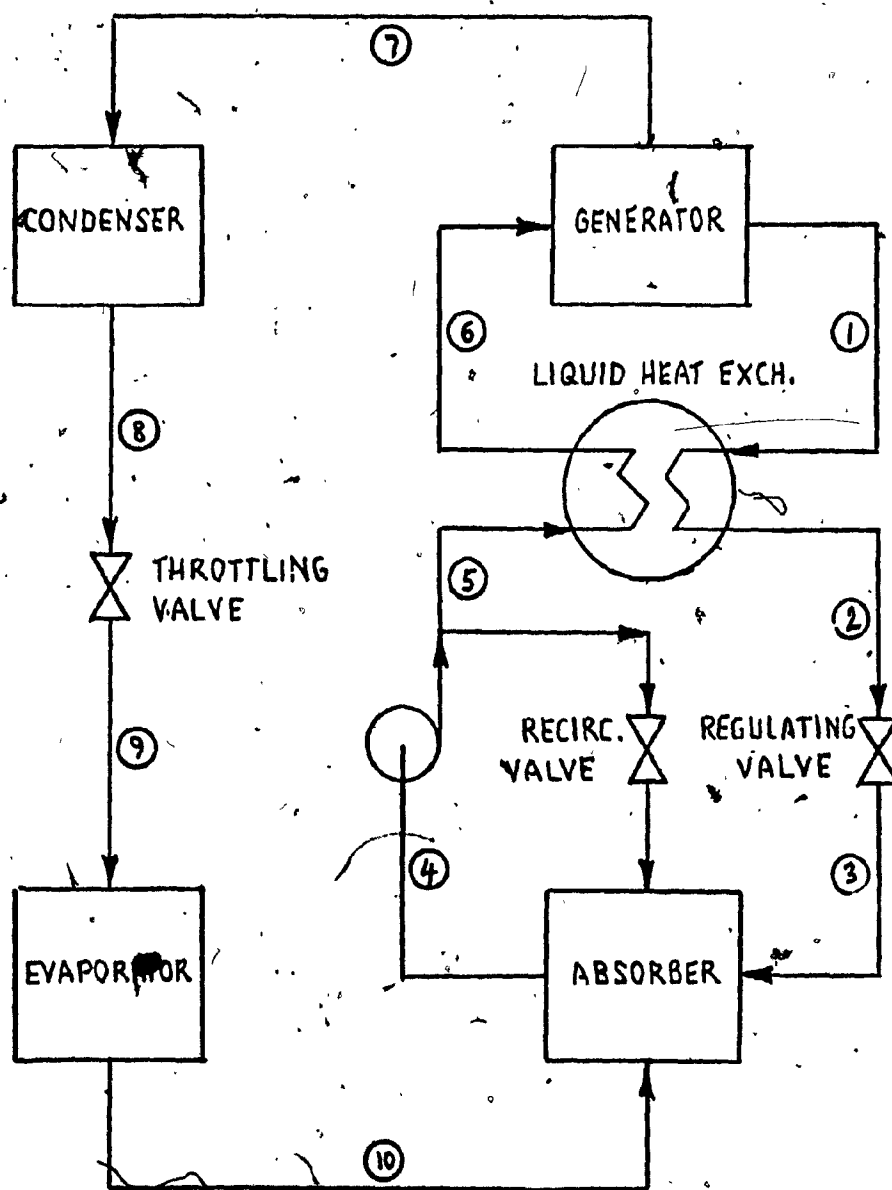 7
CONDENSER
GENERATOR
6
1
LIQUID HEAT EXCH.
8
THROTTLING
VALVE
5
2
9
RECIRC.
VALVE
REGULATING
VALVE
4
3
EVAPORATOR
ABSORBER
10